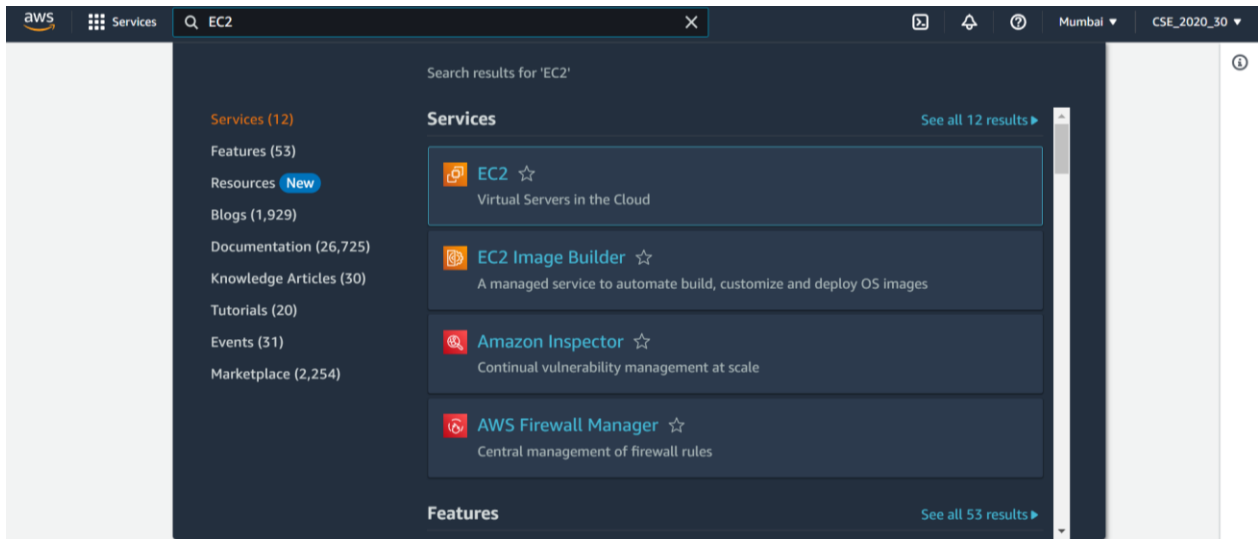 aws
Services
EC2
Mumbai
CSE_2020_30
Search results for 'EC2'
Services (12)
Features (53)
Resources New
Blogs (1,929)
Documentation (26,725)
Knowledge Articles (30)
Tutorials (20)
Events (31)
Marketplace (2,254)
Services
See all 12 results
EC2
Virtual Servers in the Cloud
EC2 Image Builder
A managed service to automate build, customize and deploy OS images
Amazon Inspector
Continual vulnerability management at scale
AWS Firewall Manager
Central management of firewall rules
Features
See all 53 results